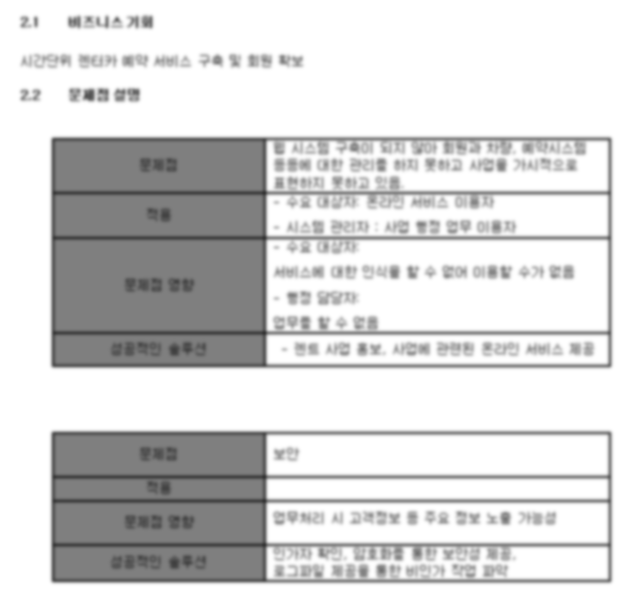 2.1 비즈니스 기회
시간단위 렌터카 예약 서비스 구축 및 회원 확보
2.2 문제점 설명
문제점
웹 시스템 구축이 되지 않아 회원과 차량, 예약시스템
등등에 대한 관리를 하지 못하고 사업을 가시적으로
표현하지 못하고 있음.
적용
- 수요 대상자: 온라인 서비스 이용자
- 시스템 관리자 : 사업 행정 업무 이용자
문제점 영향
- 수요 대상자:
서비스에 대한 인식을 할 수 없어 이용할 수가 없음
- 행정 담당자:
업무를 할 수 없음
성공적인 솔루션
- 렌트 사업 홍보, 사업에 관련된 온라인 서비스 제공
문제점
보안
적용
문제점 영향
업무처리 시 고객정보 등 주요 정보 노출 가능성
성공적인 솔루션
인가자 확인, 암호화를 통한 보안성 제공,
로그파일 제공을 통한 비인가 작업 파악